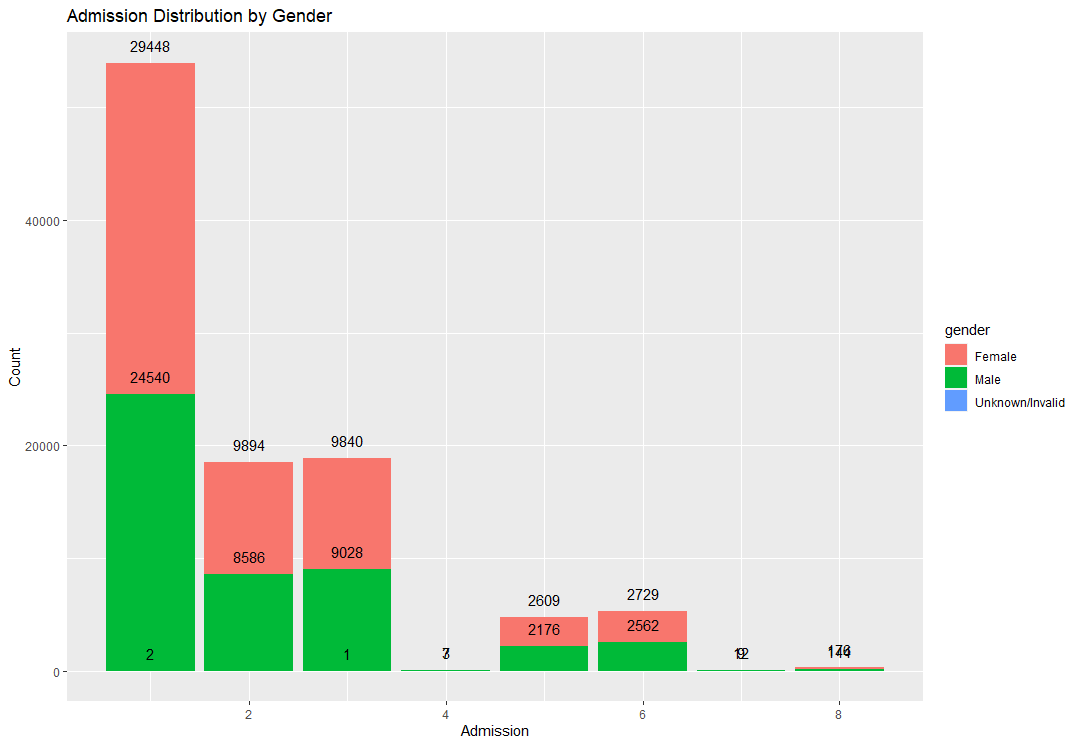 Admission Distribution by Gender
29448
24540
2
9894
8586
9840
9028
1
2609
2176
2729
2562
Count
40000
20000
0
2 4 6 8
Admission
gender
Female
Male
Unknown/Invalid